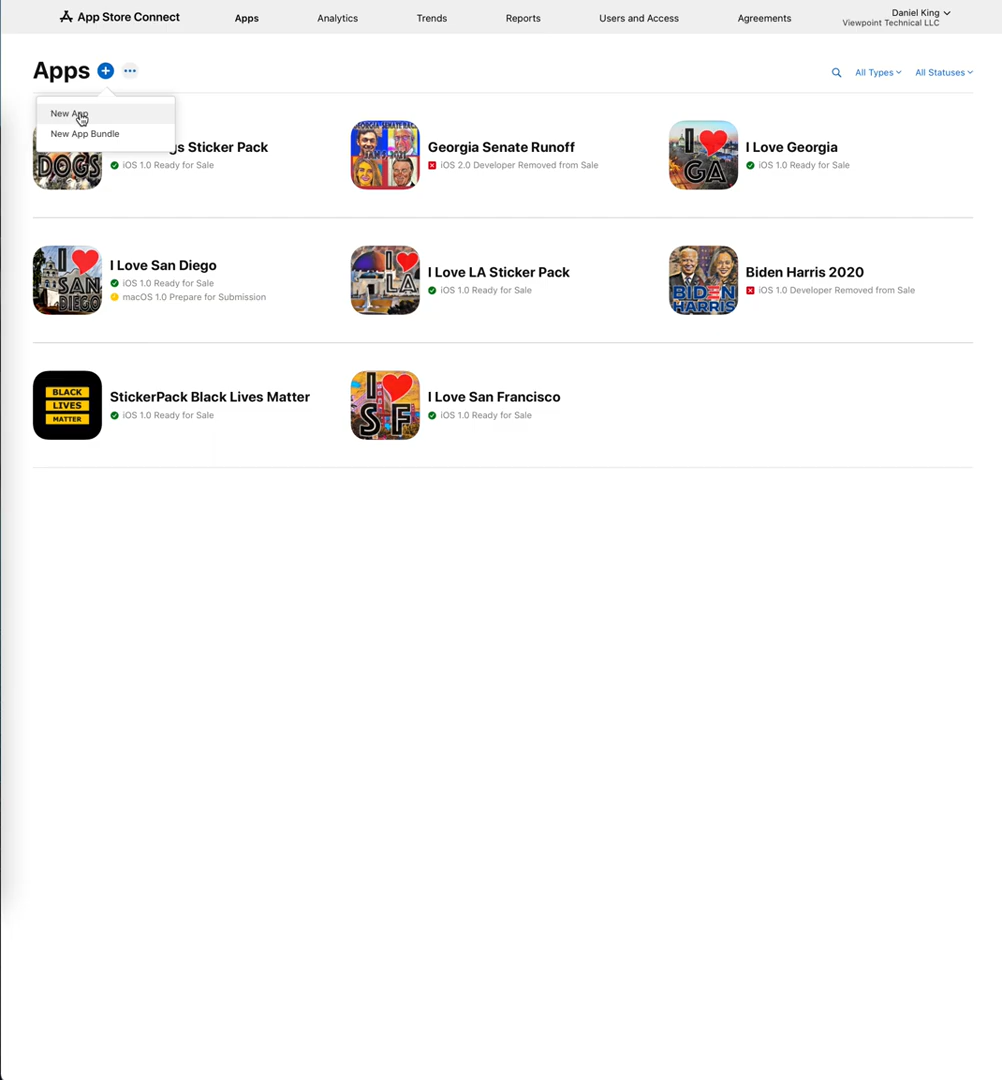 App Store Connect
Apps
Analytics
Trends
Reports
Users and Access
Agreements
Daniel King
Viewpoint Technical LLC
Apps
All Types
All Statuses
New App
New App Bundle
DOGS
gs Sticker Pack
iOS 1.0 Ready for Sale
GEORGIA SENATE RACE
JAN 5, 2021
Georgia Senate Runoff
iOS 2.0 Developer Removed from Sale
I
GA
I Love Georgia
iOS 1.0 Ready for Sale
I
SAN
DIEGO
I Love San Diego
iOS 1.0 Ready for Sale
macOS 1.0 Prepare for Submission
I
LA
I Love LA Sticker Pack
iOS 1.0 Ready for Sale
BIDEN
HARRIS
Biden Harris 2020
iOS 1.0 Developer Removed from Sale
BLACK
LIVES
MATTER
StickerPack Black Lives Matter
iOS 1.0 Ready for Sale
I
SF
I Love San Francisco
iOS 1.0 Ready for Sale